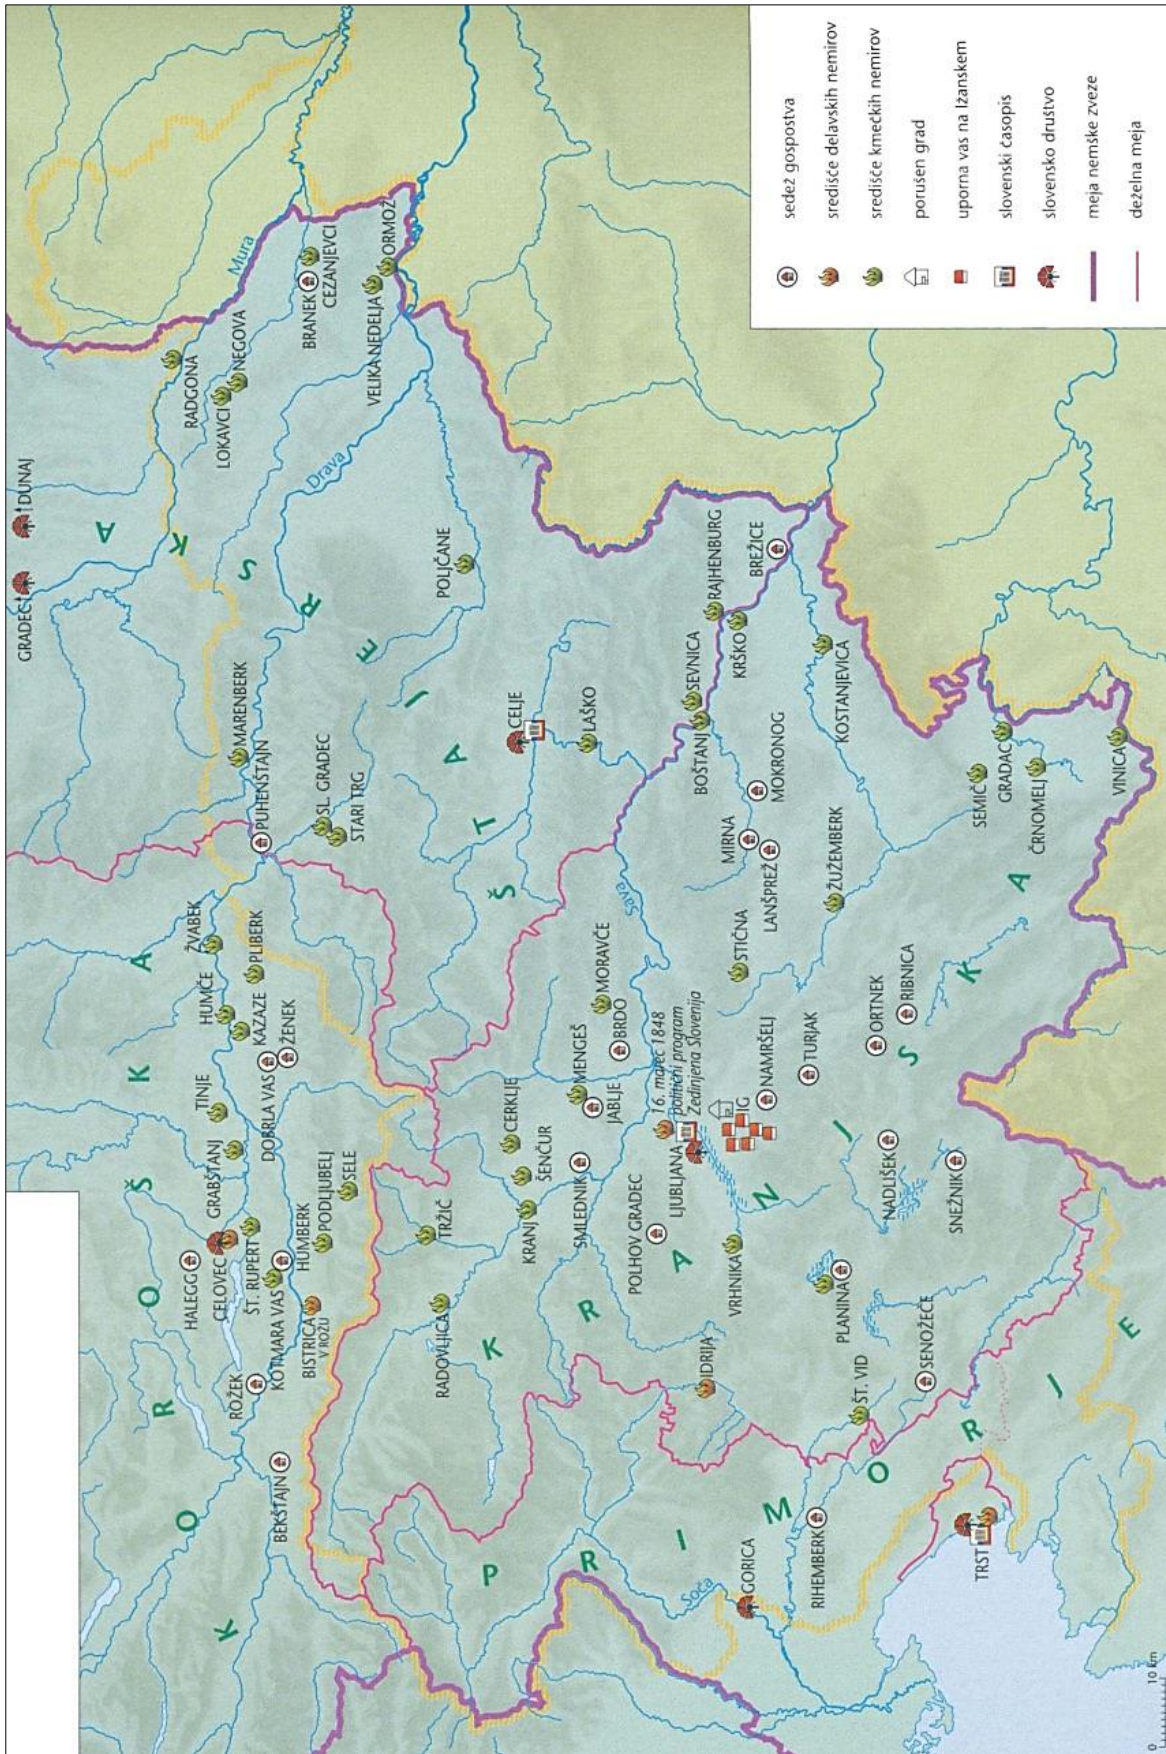 GRADEC
DUNAJ
RADGONA
LOKAVCI
NEGOVA
Mura
BRANEK
CEZANJEVCI
VELIKA NEDELJA
ORMOŽ
Drava
POLJČANE
MARENBERK
PUHENŠTAJN
SL. GRADEC
STARI TRG
CELJE
LAŠKO
ŠTAJERSKA
KOROŠKA
ŽVABEK
PLIBERK
HUMČE
KAZAZE
ŽENEK
DOBRLA VAS
TINJE
GRABŠTANJ
HALEGG
CELOVEC
ŠT. RUPERT
HUMBERK
KOTMARA VAS
PODLJUBELJ
SELE
BISTRICA
V ROŽU
ROŽEK
BEKŠTAJN
TRŽIČ
RADOVLJICA
CERKLJE
ŠENČUR
KRANJ
SMLEDNIK
MENGEŠ
JABLJE
MORAVČE
BRDO
Sava
POLHOV GRADEC
LJUBLJANA
16. marec 1848
politični program
Zedinjena Slovenija
IG
NAMRŠELJ
TURJAK
VRHNIKA
IDRIJA
PLANINA
ŠT. VID
SENOŽEČE
NADLIŠEK
SNEŽNIK
ORTNEK
RIBNICA
STIČNA
MIRNA
LANŠPREŽ
MOKRONOG
ŽUŽEMBERK
BOŠTANJ
SEVNICA
RAJHENBURG
KRŠKO
BREŽICE
KOSTANJEVICA
SEMIČ
GRADAC
ČRNOMELJ
VINICA
KRANJSKA
PRIMORJE
Soča
GORICA
RIHEMBERK
TRST
0 10 km
sedež gospostva
središče delavskih nemirov
središče kmečkih nemirov
porušen grad
uporna vas na Ižanskem
slovenski časopis
slovensko društvo
meja nemške zveze
deželna meja